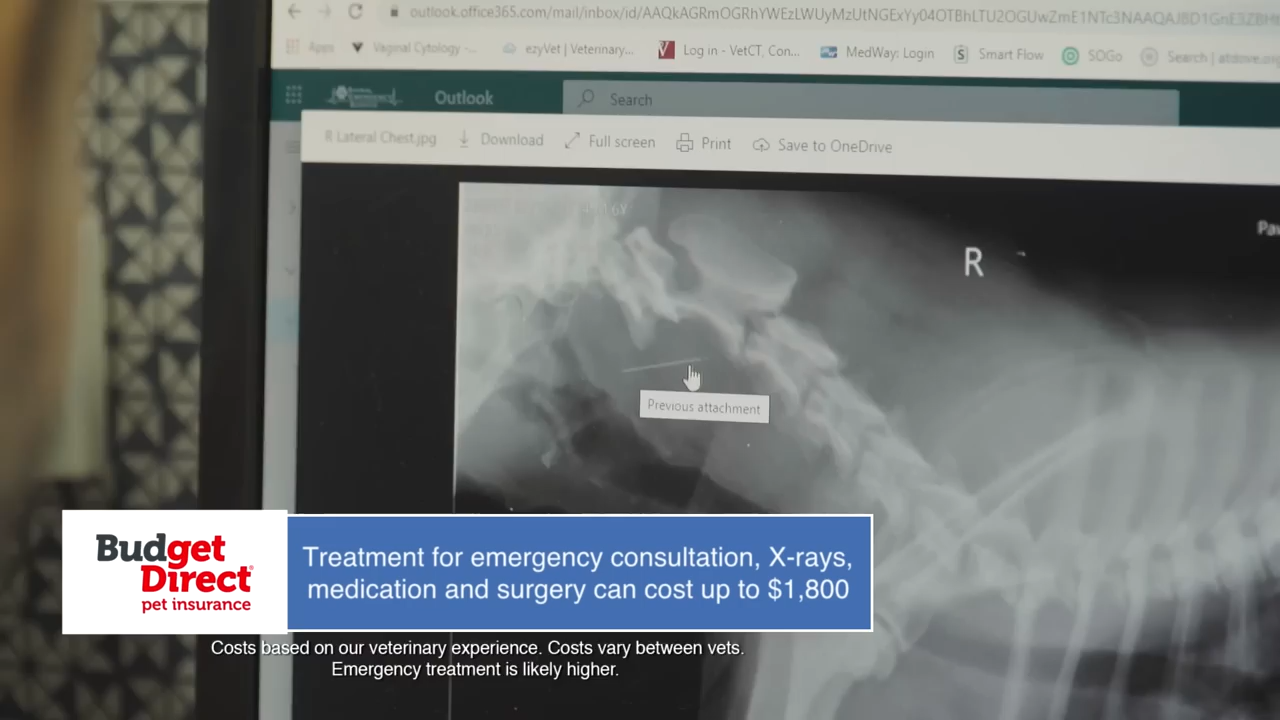 outlook.office365.com/mail/inbox/id/AAQkAGRmOGRhYWEzLWUyMzUtNGExYy04OTBhLTU2OGUwZmE1NTc3NAAQAJBD1GnE3ZBH
Apps Vaginal Cytology -... ezyVet | Veterinary... Log in - VetCT, Con... MedWay: Login Smart Flow SOGo Search | atdove.org
Outlook Search
R Lateral Chest.jpg Download Full screen Print Save to OneDrive
R
Previous attachment
Budget
Direct
pet insurance
Treatment for emergency consultation, X-rays,
medication and surgery can cost up to $1,800
Costs based on our veterinary experience. Costs vary between vets.
Emergency treatment is likely higher.